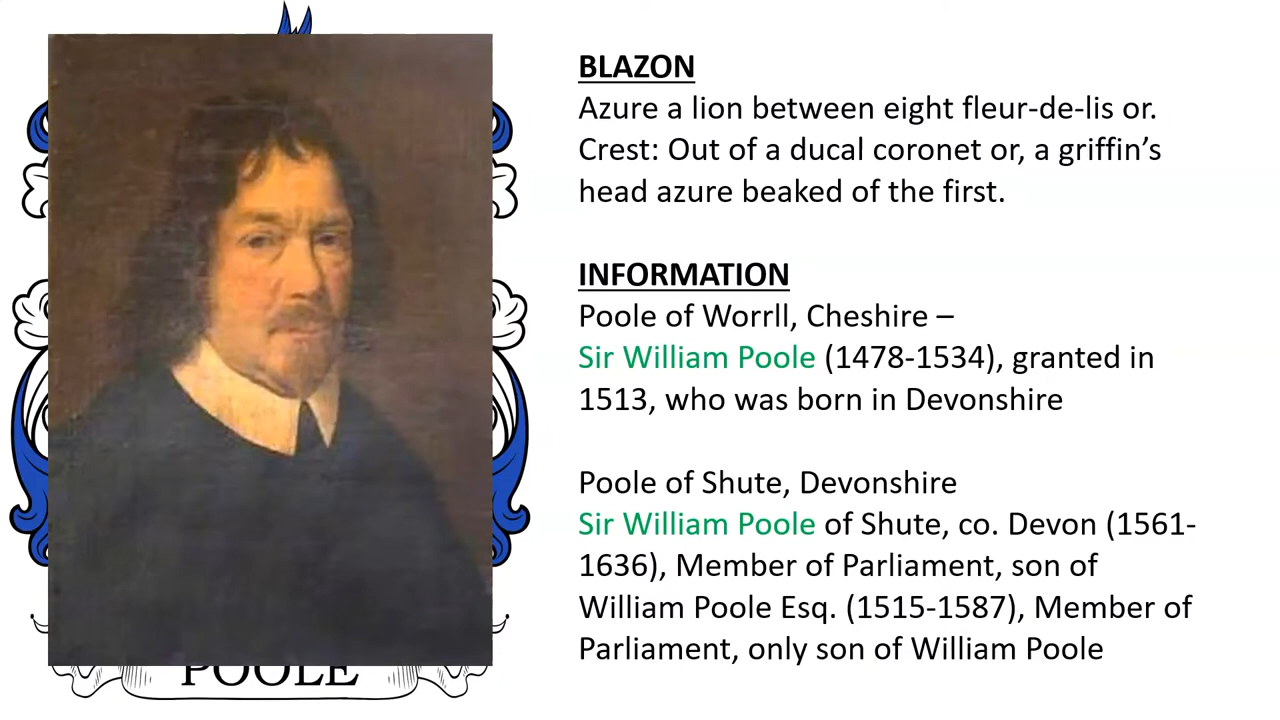 BLAZON
Azure a lion between eight fleur-de-lis or.
Crest: Out of a ducal coronet or, a griffin’s
head azure beaked of the first.
INFORMATION
Poole of Worrll, Cheshire –
Sir William Poole (1478-1534), granted in
1513, who was born in Devonshire
Poole of Shute, Devonshire
Sir William Poole of Shute, co. Devon (1561-
1636), Member of Parliament, son of
William Poole Esq. (1515-1587), Member of
Parliament, only son of William Poole
POOLE